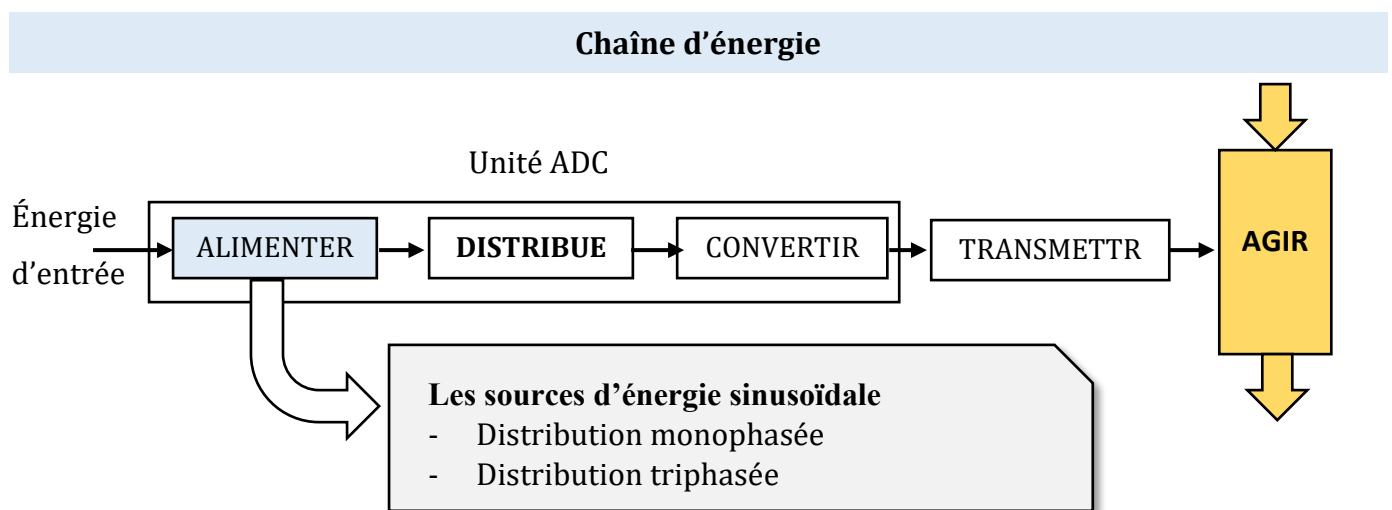 Chaîne d’énergie
Unité ADC
Énergie
d’entrée
ALIMENTER
DISTRIBUE
CONVERTIR
TRANSMETTR
AGIR
Les sources d’énergie sinusoïdale
- Distribution monophasée
- Distribution triphasée